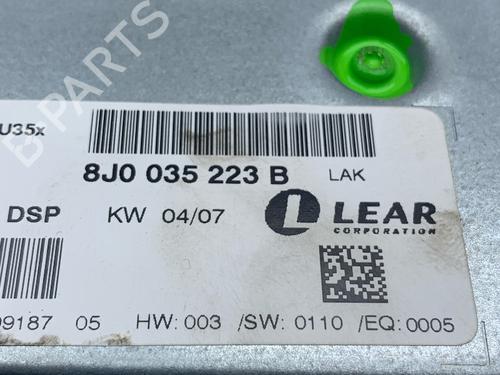 U35x
8J0 035 223 B LAK
DSP KW 04/07 LEAR
CORPORATION
09187 05 HW:003 /SW:0110 /EQ:0005
B PARTS